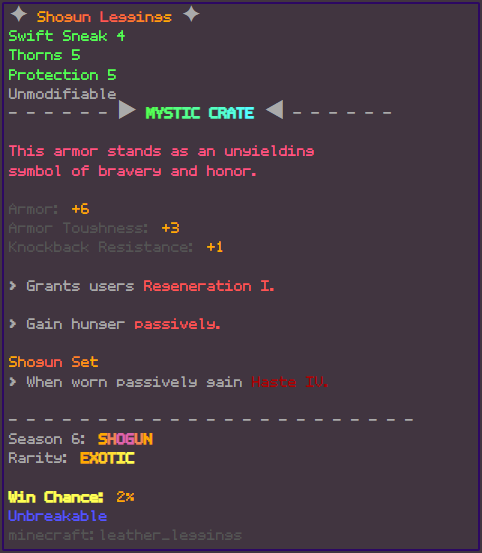 ✦ Shogun Leggings ✦
Swift Sneak 4
Thorns 5
Protection 5
Unmodifiable
- - - - - - ▶ MYSTIC CRATE ◀ - - - - - -
This armor stands as an unyielding
symbol of bravery and honor.
Armor: +6
Armor Toughness: +3
Knockback Resistance: +1
> Grants users Regeneration I.
> Gain hunger passively.
Shogun Set
> When worn passively gain Haste IV.
- - - - - - - - - - - - - - - - - - - - - - -
Season 6: SHOGUN
Rarity: EXOTIC
Win Chance: 2%
Unbreakable
minecraft:leather_leggings